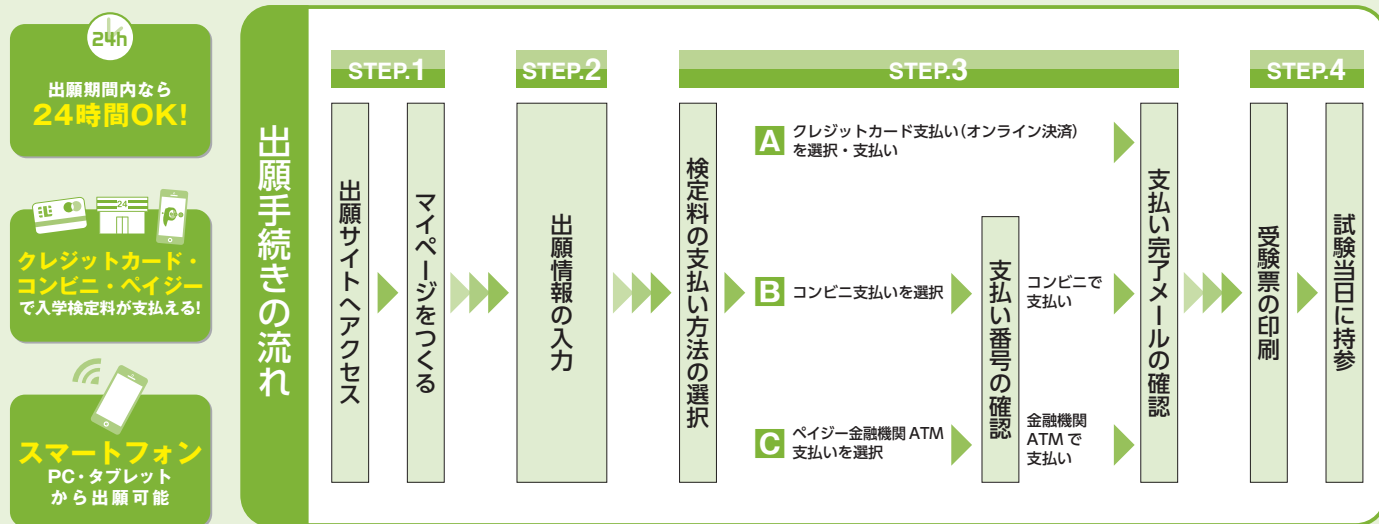 24h
出願期間内なら
24時間OK!
24
クレジットカード・
コンビニ・ペイジー
で入学検定料が支払える!
スマートフォン
PC・タブレット
から出願可能
出願手続きの流れ
STEP.1
出願サイトへアクセス
マイページをつくる
STEP.2
出願情報の入力
STEP.3
検定料の支払い方法の選択
A クレジットカード支払い(オンライン決済)
を選択・支払い
B コンビニ支払いを選択
C ペイジー金融機関 ATM
支払いを選択
支払い番号の確認
コンビニで
支払い
金融機関
ATM で
支払い
支払い完了メールの確認
STEP.4
受験票の印刷
試験当日に持参